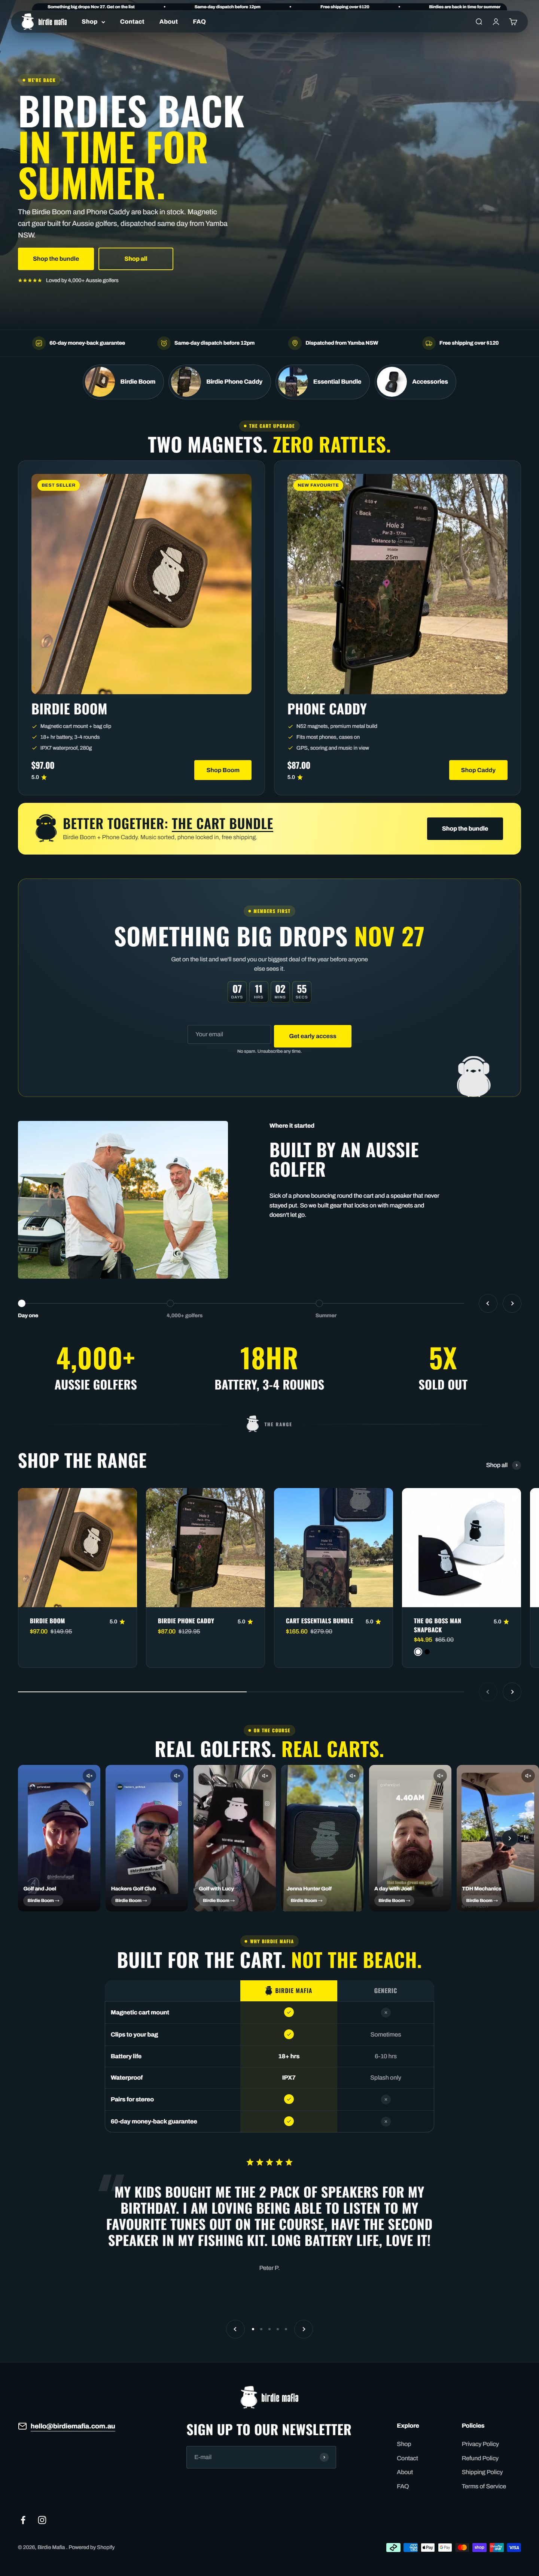 Something big drops Nov 27. Get on the list
Same-day dispatch before 12pm
Free shipping over $120
Birdies are back in time for summer
birdie mafia
Shop
Contact
About
FAQ
WE'RE BACK
BIRDIES BACK
IN TIME FOR
SUMMER.
The Birdie Boom and Phone Caddy are back in stock. Magnetic
cart gear built for Aussie golfers, dispatched same day from Yamba
NSW.
Shop the bundle
Shop all
Loved by 4,000+ Aussie golfers
60-day money-back guarantee
Same-day dispatch before 12pm
Dispatched from Yamba NSW
Free shipping over $120
Birdie Boom
Birdie Phone Caddy
Essential Bundle
Accessories
THE CART UPGRADE
TWO MAGNETS. ZERO RATTLES.
BEST SELLER
NEW FAVOURITE
Back
Hole 3
25m
BIRDIE BOOM
Magnetic cart mount + bag clip
18+ hr battery, 3-4 rounds
IPX7 waterproof, 260g
$97.00
5.0
Shop Boom
PHONE CADDY
N52 magnets, premium metal build
Fits most phones, cases on
GPS, scoring and music in view
$87.00
5.0
Shop Caddy
BETTER TOGETHER: THE CART BUNDLE
Birdie Boom + Phone Caddy. Music sorted, phone locked in, free shipping.
Shop the bundle
MEMBERS FIRST
SOMETHING BIG DROPS NOV 27
Get on the list and we'll send you our biggest deal of the year before anyone
else sees it.
07 11 02 55
DAYS HRS MINS SECS
Your email
Get early access
No spam. Unsubscribe any time.
Where it started
BUILT BY AN AUSSIE
GOLFER
Sick of a phone bouncing round the cart and a speaker that never
stayed put. So we built gear that locks on with magnets and
doesn't let go.
Day one
4,000+ golfers
Summer
4,000+
AUSSIE GOLFERS
18HR
BATTERY, 3-4 ROUNDS
5X
SOLD OUT
THE RANGE
SHOP THE RANGE
Shop all
BIRDIE BOOM
5.0
$97.00 $149.95
BIRDIE PHONE CADDY
5.0
$87.00 $129.95
CART ESSENTIALS BUNDLE
5.0
$165.60 $279.90
THE OG BOSS MAN
SNAPBACK
5.0
$44.95 $65.00
ON THE COURSE
REAL GOLFERS. REAL CARTS.
4.40AM
Golf and Joel
Birdie Boom →
Hackers Golf Club
Birdie Boom →
Golf with Lucy
Birdie Boom →
Jenna Hunter Golf
Birdie Boom →
A day with Joel
Birdie Boom →
TDH Mechanics
Birdie Boom →
WHY BIRDIE MAFIA
BUILT FOR THE CART. NOT THE BEACH.
BIRDIE MAFIA
GENERIC
Magnetic cart mount
Clips to your bag
Sometimes
Battery life
18+ hrs
6-10 hrs
Waterproof
IPX7
Splash only
Pairs for stereo
60-day money-back guarantee
MY KIDS BOUGHT ME THE 2 PACK OF SPEAKERS FOR MY
BIRTHDAY. I AM LOVING BEING ABLE TO LISTEN TO MY
FAVOURITE TUNES OUT ON THE COURSE, HAVE THE SECOND
SPEAKER IN MY FISHING KIT. LONG BATTERY LIFE, LOVE IT!
Peter P.
birdie mafia
hello@birdiemafia.com.au
SIGN UP TO OUR NEWSLETTER
E-mail
Explore
Shop
Contact
About
FAQ
Policies
Privacy Policy
Refund Policy
Shipping Policy
Terms of Service
© 2026, Birdie Mafia . Powered by Shopify